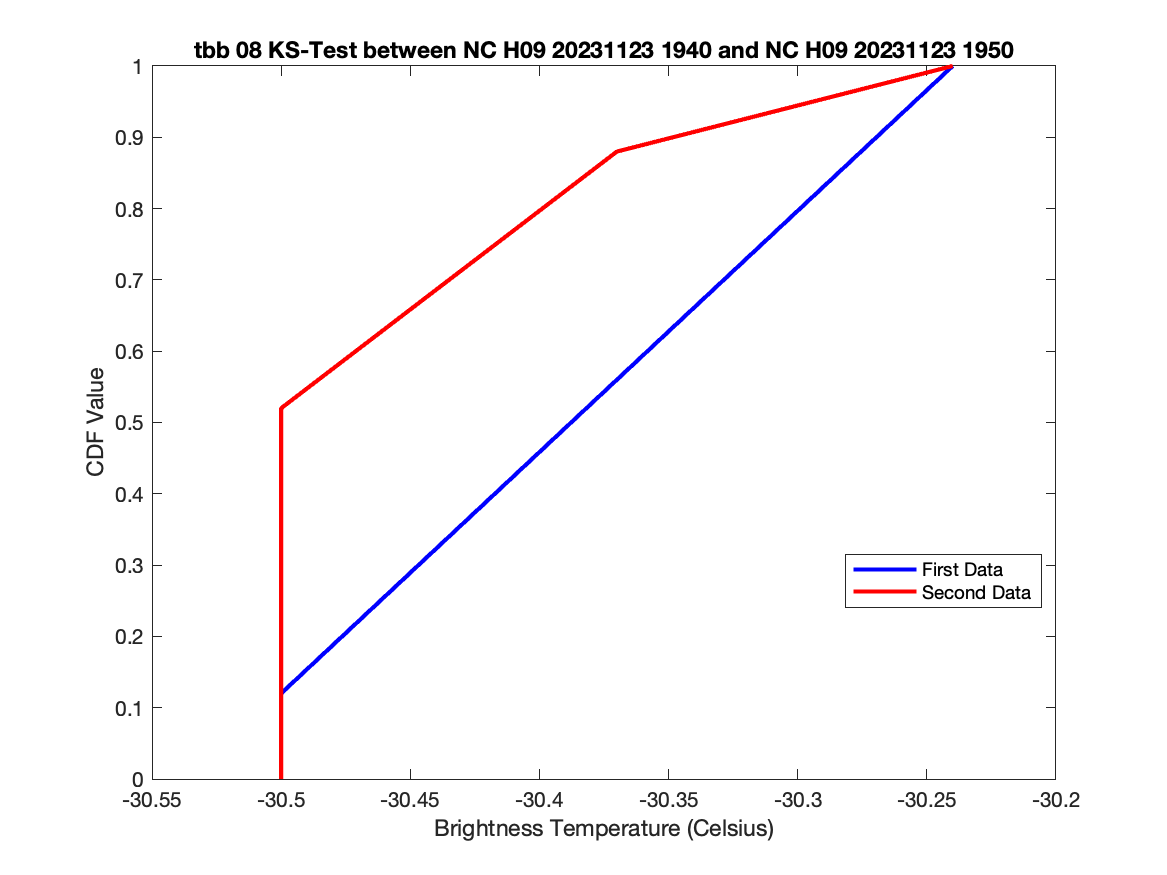 tbb 08 KS-Test between NC H09 20231123 1940 and NC H09 20231123 1950
1
0.9
0.8
0.7
0.6
0.5
0.4
0.3
0.2
0.1
0
CDF Value
First Data
Second Data
-30.55 -30.5 -30.45 -30.4 -30.35 -30.3 -30.25 -30.2
Brightness Temperature (Celsius)